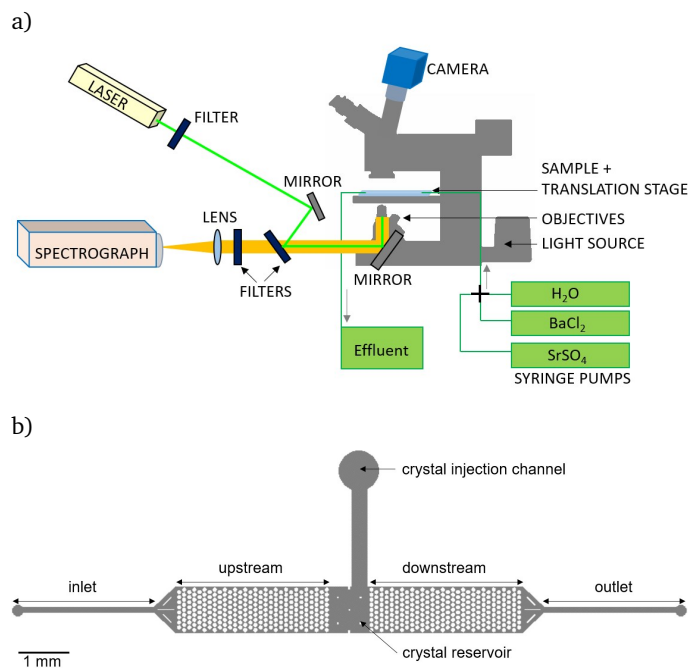 a)
CAMERA
LASER
FILTER
SAMPLE +
TRANSLATION STAGE
MIRROR
LENS
OBJECTIVES
SPECTROGRAPH
LIGHT SOURCE
FILTERS
MIRROR
H₂O
BaCl₂
Effluent
SrSO₄
SYRINGE PUMPS
b)
crystal injection channel
upstream
downstream
inlet
outlet
crystal reservoir
1 mm